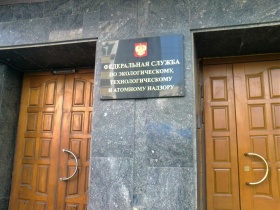 ФЕДЕРАЛЬНАЯ СЛУЖБА
ПО ЭКОЛОГИЧЕСКОМУ,
ТЕХНОЛОГИЧЕСКОМУ
И АТОМНОМУ НАДЗОРУ